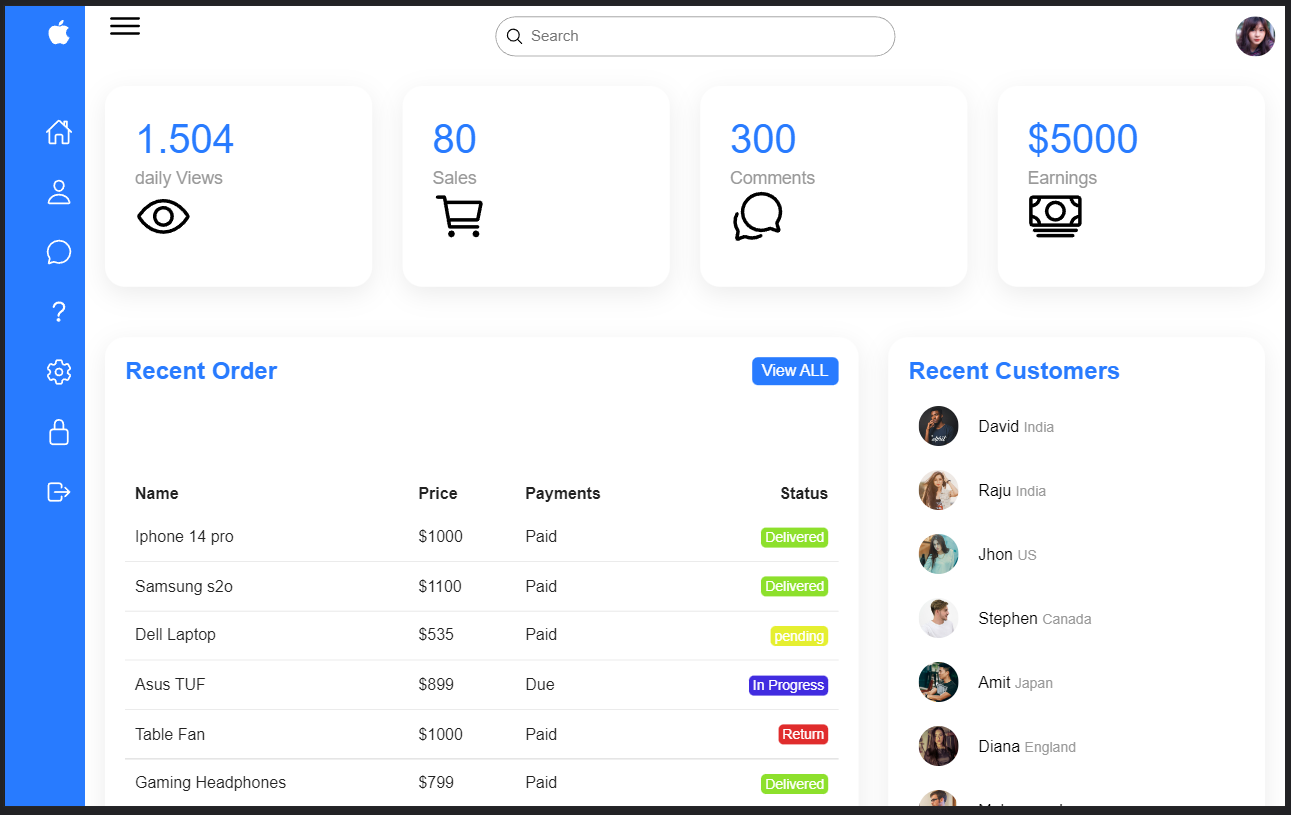 Search
1.504
daily Views
80
Sales
300
Comments
$5000
Earnings
?
Recent Order
View ALL
Name Price Payments Status
Iphone 14 pro $1000 Paid Delivered
Samsung s2o $1100 Paid Delivered
Dell Laptop $535 Paid pending
Asus TUF $899 Due In Progress
Table Fan $1000 Paid Return
Gaming Headphones $799 Paid Delivered
Recent Customers
David India
Raju India
Jhon US
Stephen Canada
Amit Japan
Diana England